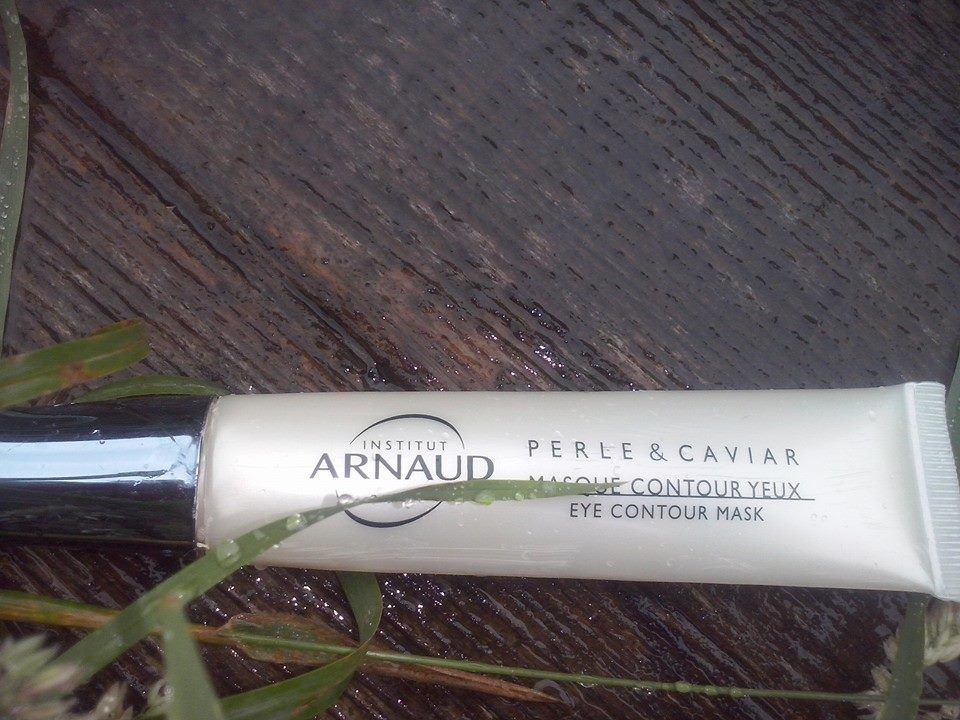 INSTITUT
ARNAUD
PERLE & CAVIAR
MASQUE CONTOUR YEUX
EYE CONTOUR MASK